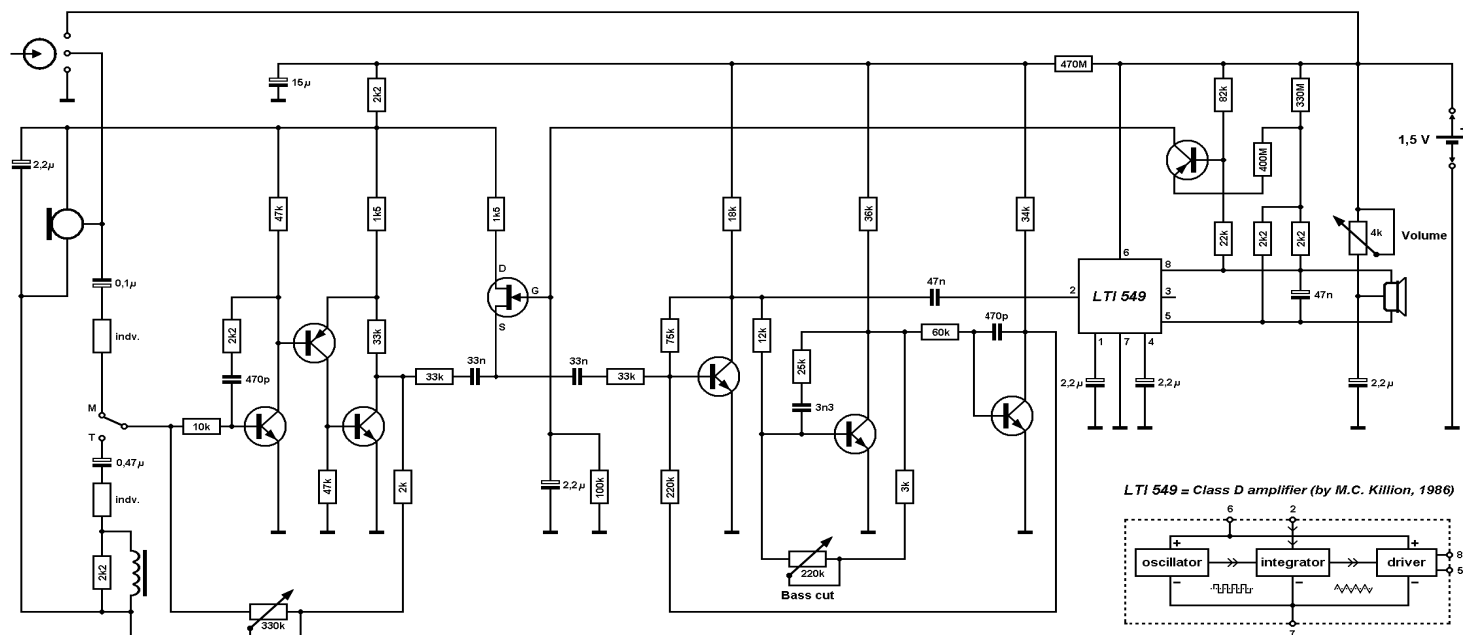 470M
15µ
2k2
82k
330M
1,5 V
+
2,2µ
400M
47k
1k5
1k5
18k
36k
34k
22k
2k2
2k2
4k
Volume
D
G
S
6
8
3
5
2
LTI 549
1
7
4
0,1µ
47n
47n
2k2
33k
75k
12k
60k
470p
indv.
33n
33n
470p
33k
33k
25k
2,2µ
2,2µ
2,2µ
M
3n3
10k
T
0,47µ
47k
2k
2,2µ
100k
220k
3k
indv.
LTI 549 = Class D amplifier (by M.C. Killion, 1986)
6
2
2k2
220k
Bass cut
+
+
oscillator
integrator
driver
8
5
−
−
−
330k
7